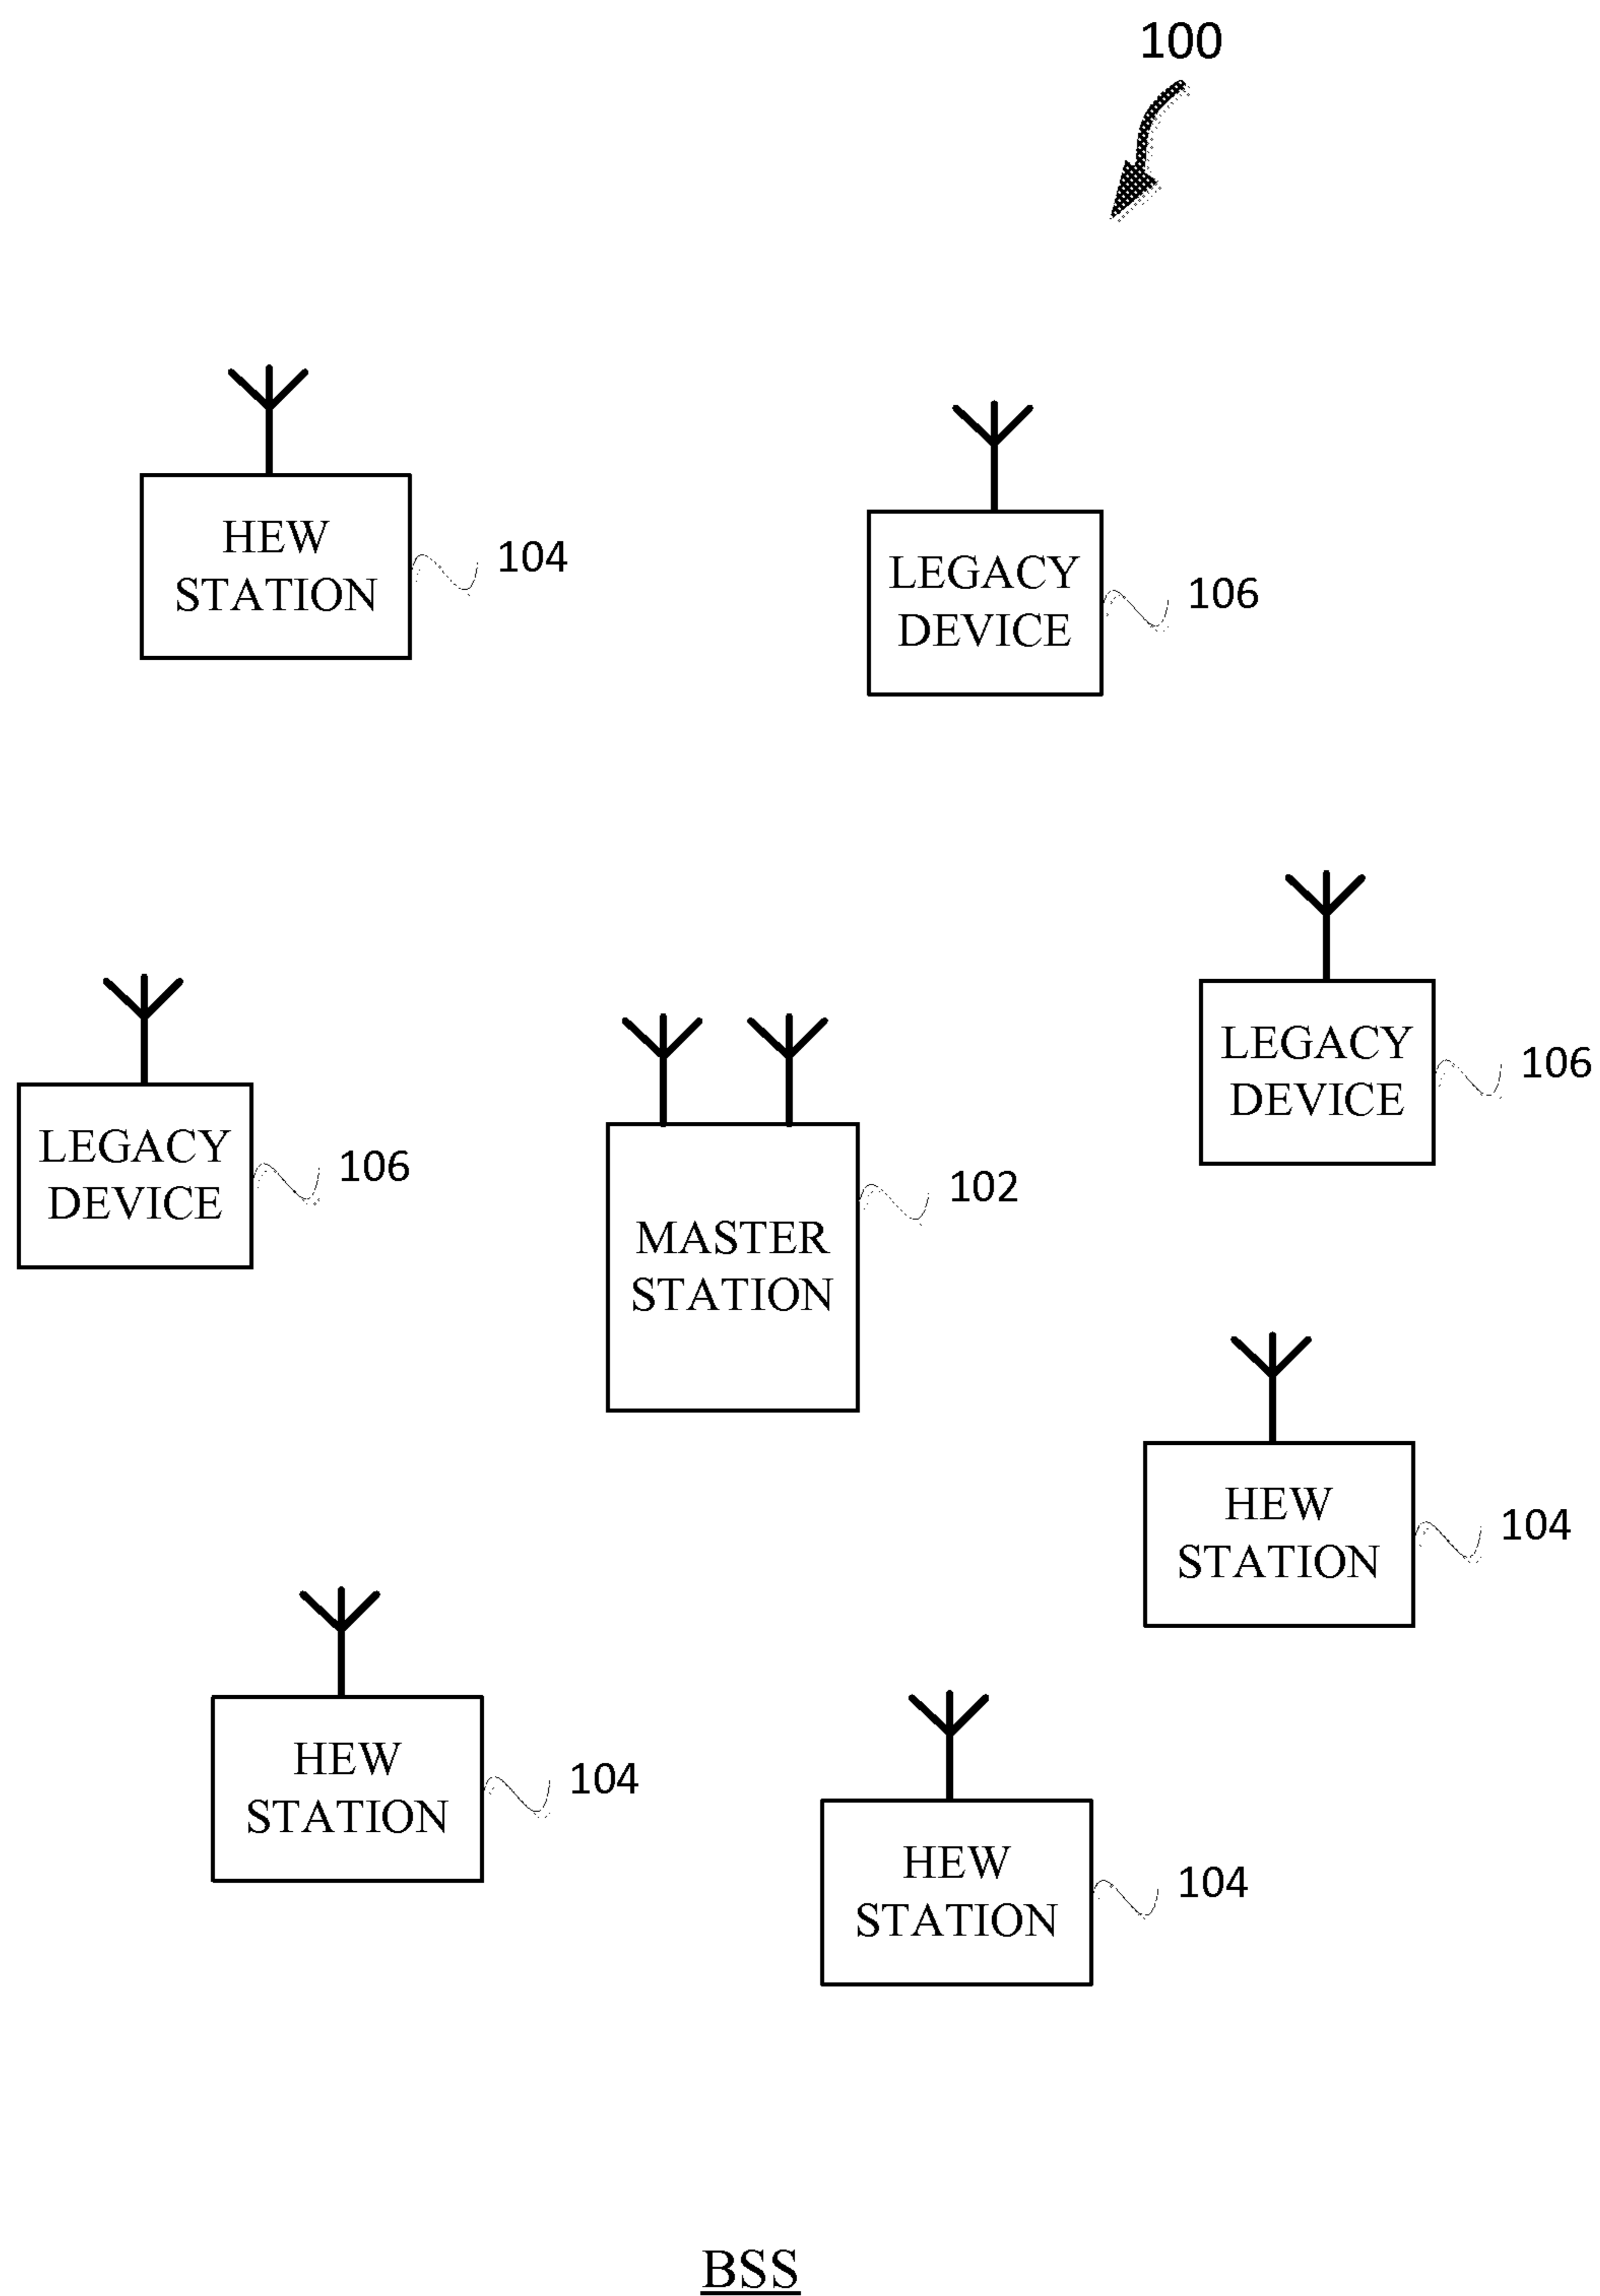 100
HEW
STATION
104
LEGACY
DEVICE
106
LEGACY
DEVICE
106
LEGACY
DEVICE
106
MASTER
STATION
102
HEW
STATION
104
HEW
STATION
104
HEW
STATION
104
BSS